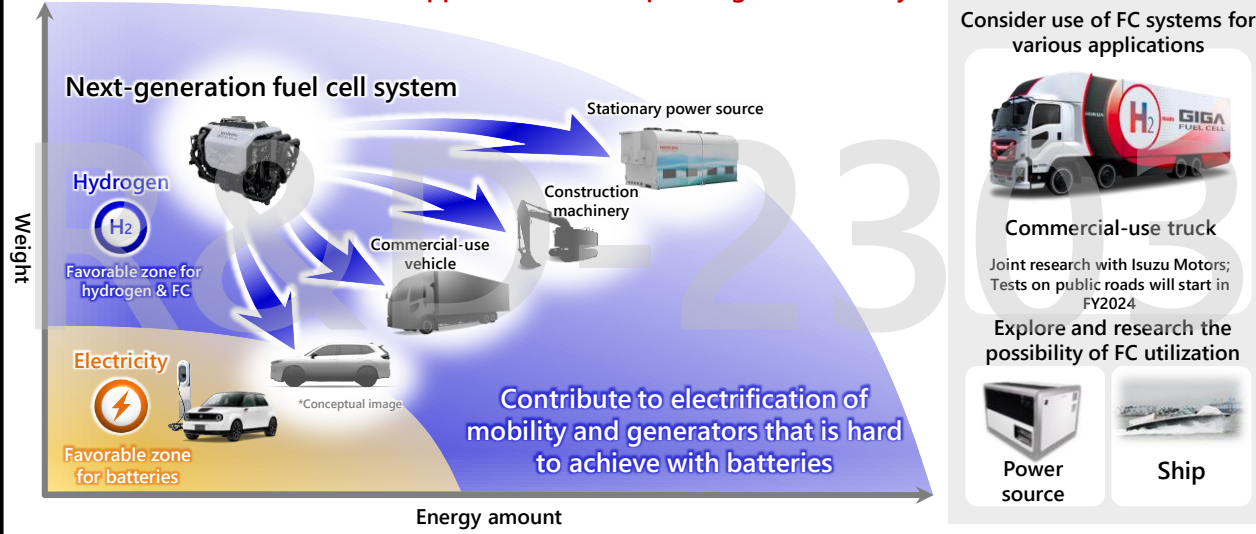 Next-generation fuel cell system
Stationary power source
Construction
machinery
Commercial-use
vehicle
Hydrogen
H2
Favorable zone for
hydrogen & FC
Electricity
Favorable zone
for batteries
*Conceptual image
Contribute to electrification of
mobility and generators that is hard
to achieve with batteries
Weight
Energy amount
R&D-2303
Consider use of FC systems for
various applications
HONDA
H2
GIGA
FUEL CELL
Commercial-use truck
Joint research with Isuzu Motors;
Tests on public roads will start in
FY2024
Explore and research the
possibility of FC utilization
Power
source
Ship